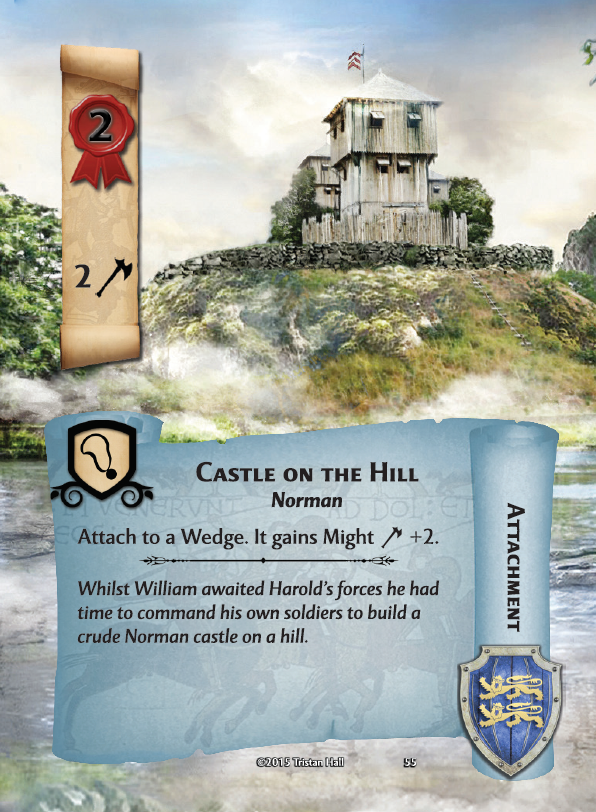 2
2
CASTLE ON THE HILL
Norman
Attach to a Wedge. It gains Might +2.
Whilst William awaited Harold's forces he had
time to command his own soldiers to build a
crude Norman castle on a hill.
ATTACHMENT
©2015 Tristan Hall 55